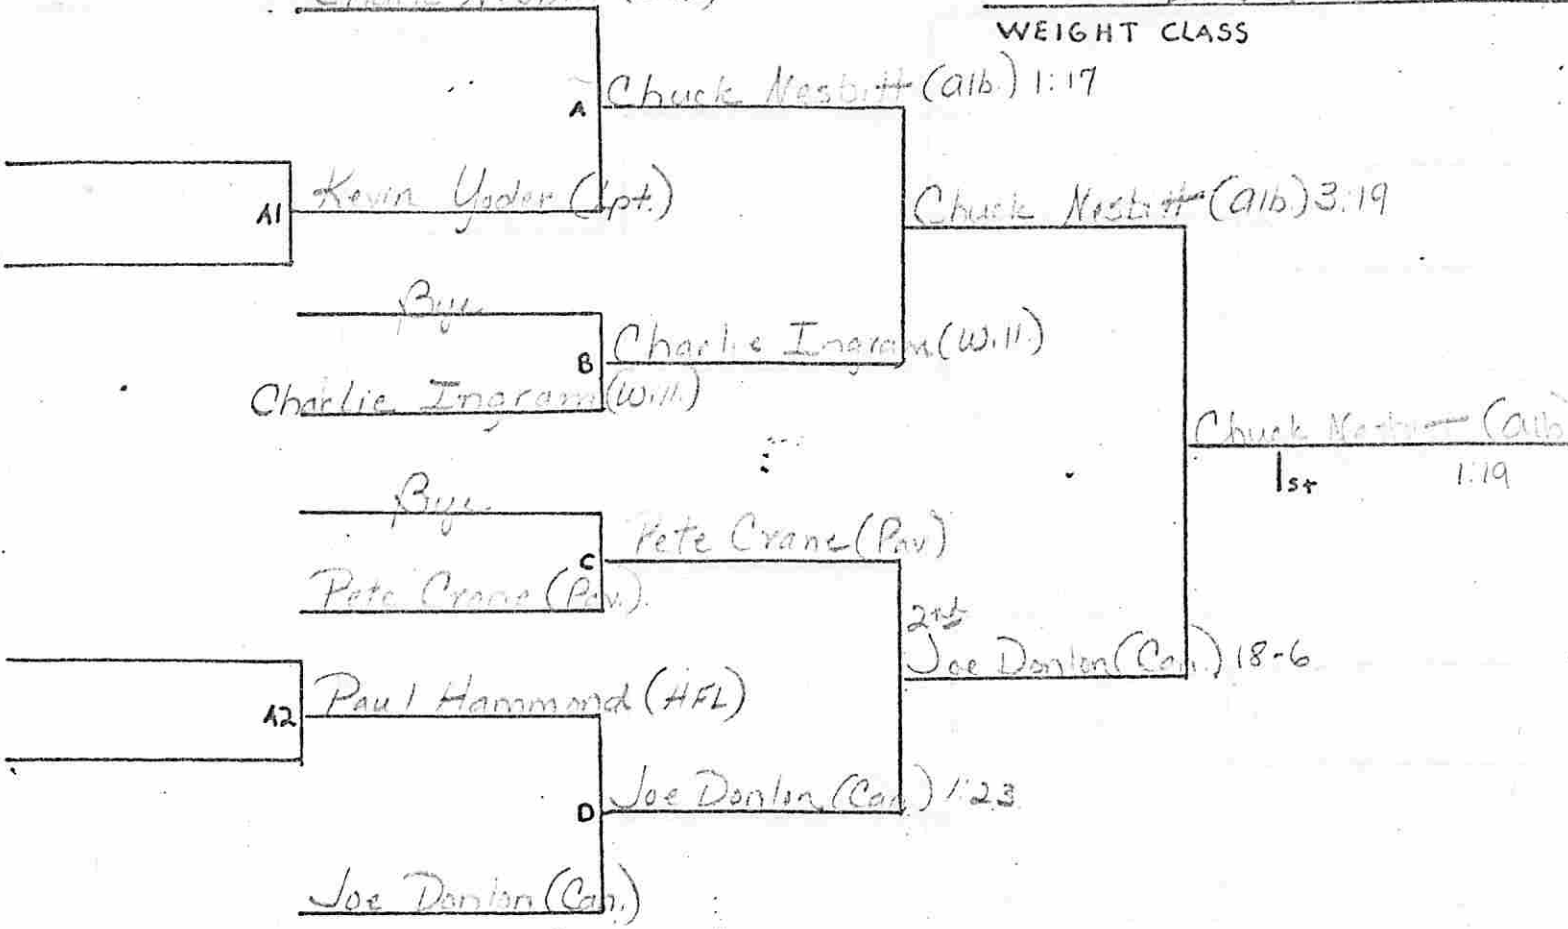 WEIGHT CLASS
Chuck Nesbitt (Alb.) 1:17
A
Kevin Yoder (Lpt.)
A1
Chuck Nesbitt (Alb.) 3:19
Bye
Charlie Ingram (Will.)
B
Charlie Ingram (Will.)
Chuck Nesbitt (Alb
1st 1:19
Bye
Pete Crane (Pav)
C
Pete Crane (Pav.)
2nd
Joe Donlon (Can.) 18-6
Paul Hammond (HFL)
A2
Joe Donlon (Can.) 1:23
D
Joe Donlon (Can.)